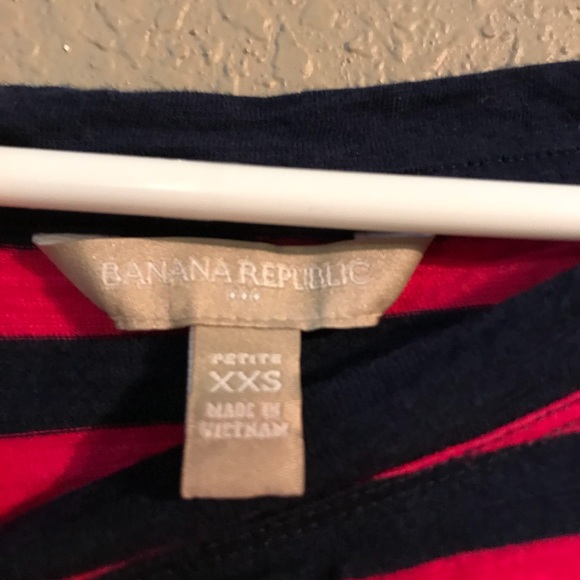 BANANA REPUBLIC
PETITE
XXS
MADE IN
VIETNAM